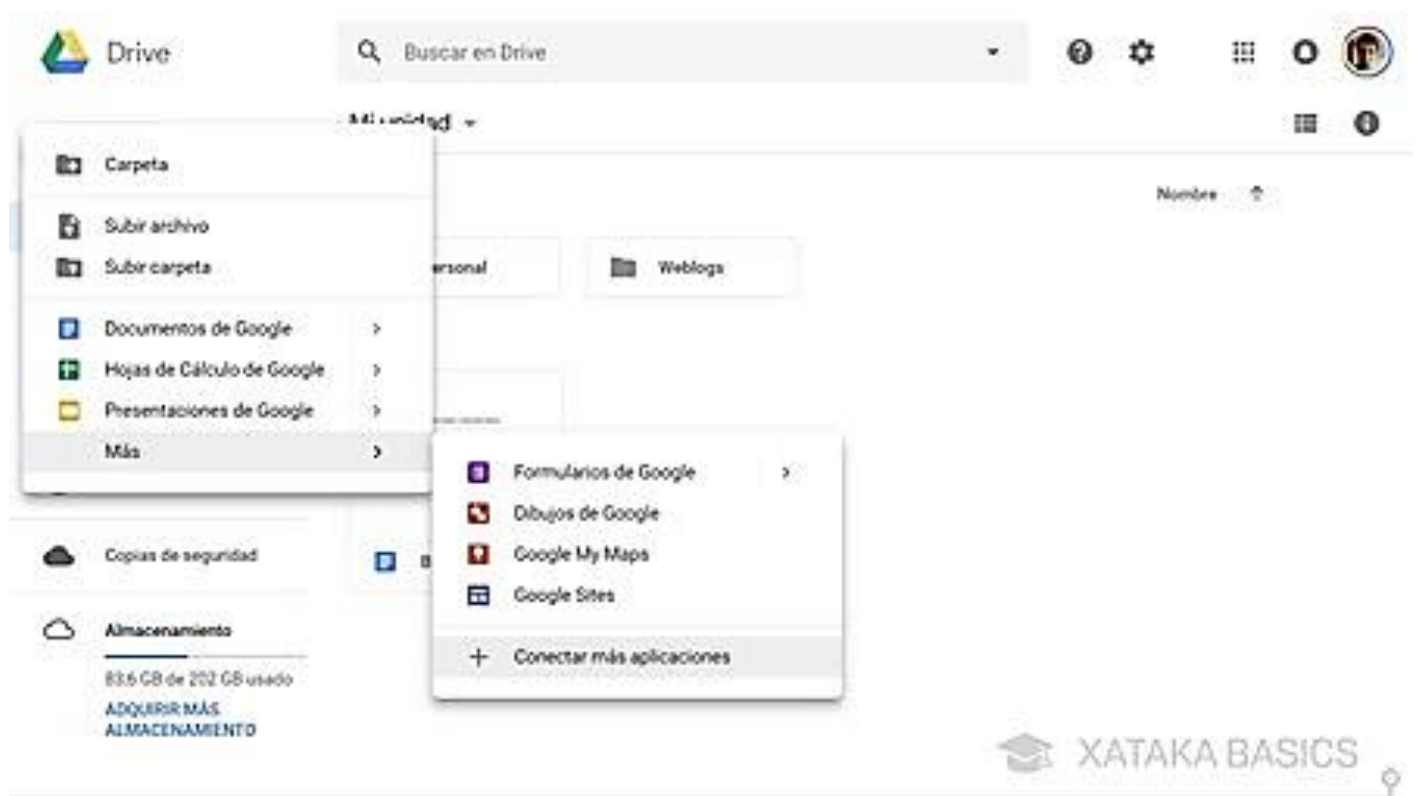 Drive
Buscar en Drive
Mi unidad
Carpeta
Nombre
Subir archivo
Subir carpeta
ersonal
Weblogs
Documentos de Google
Hojas de Cálculo de Google
Presentaciones de Google
Más
Formularios de Google
Dibujos de Google
Google My Maps
Google Sites
Conectar más aplicaciones
Copias de seguridad
B
Almacenamiento
83.6 GB de 202 GB usado
ADQUIRIR MÁS
ALMACENAMIENTO
XATAKA BASICS